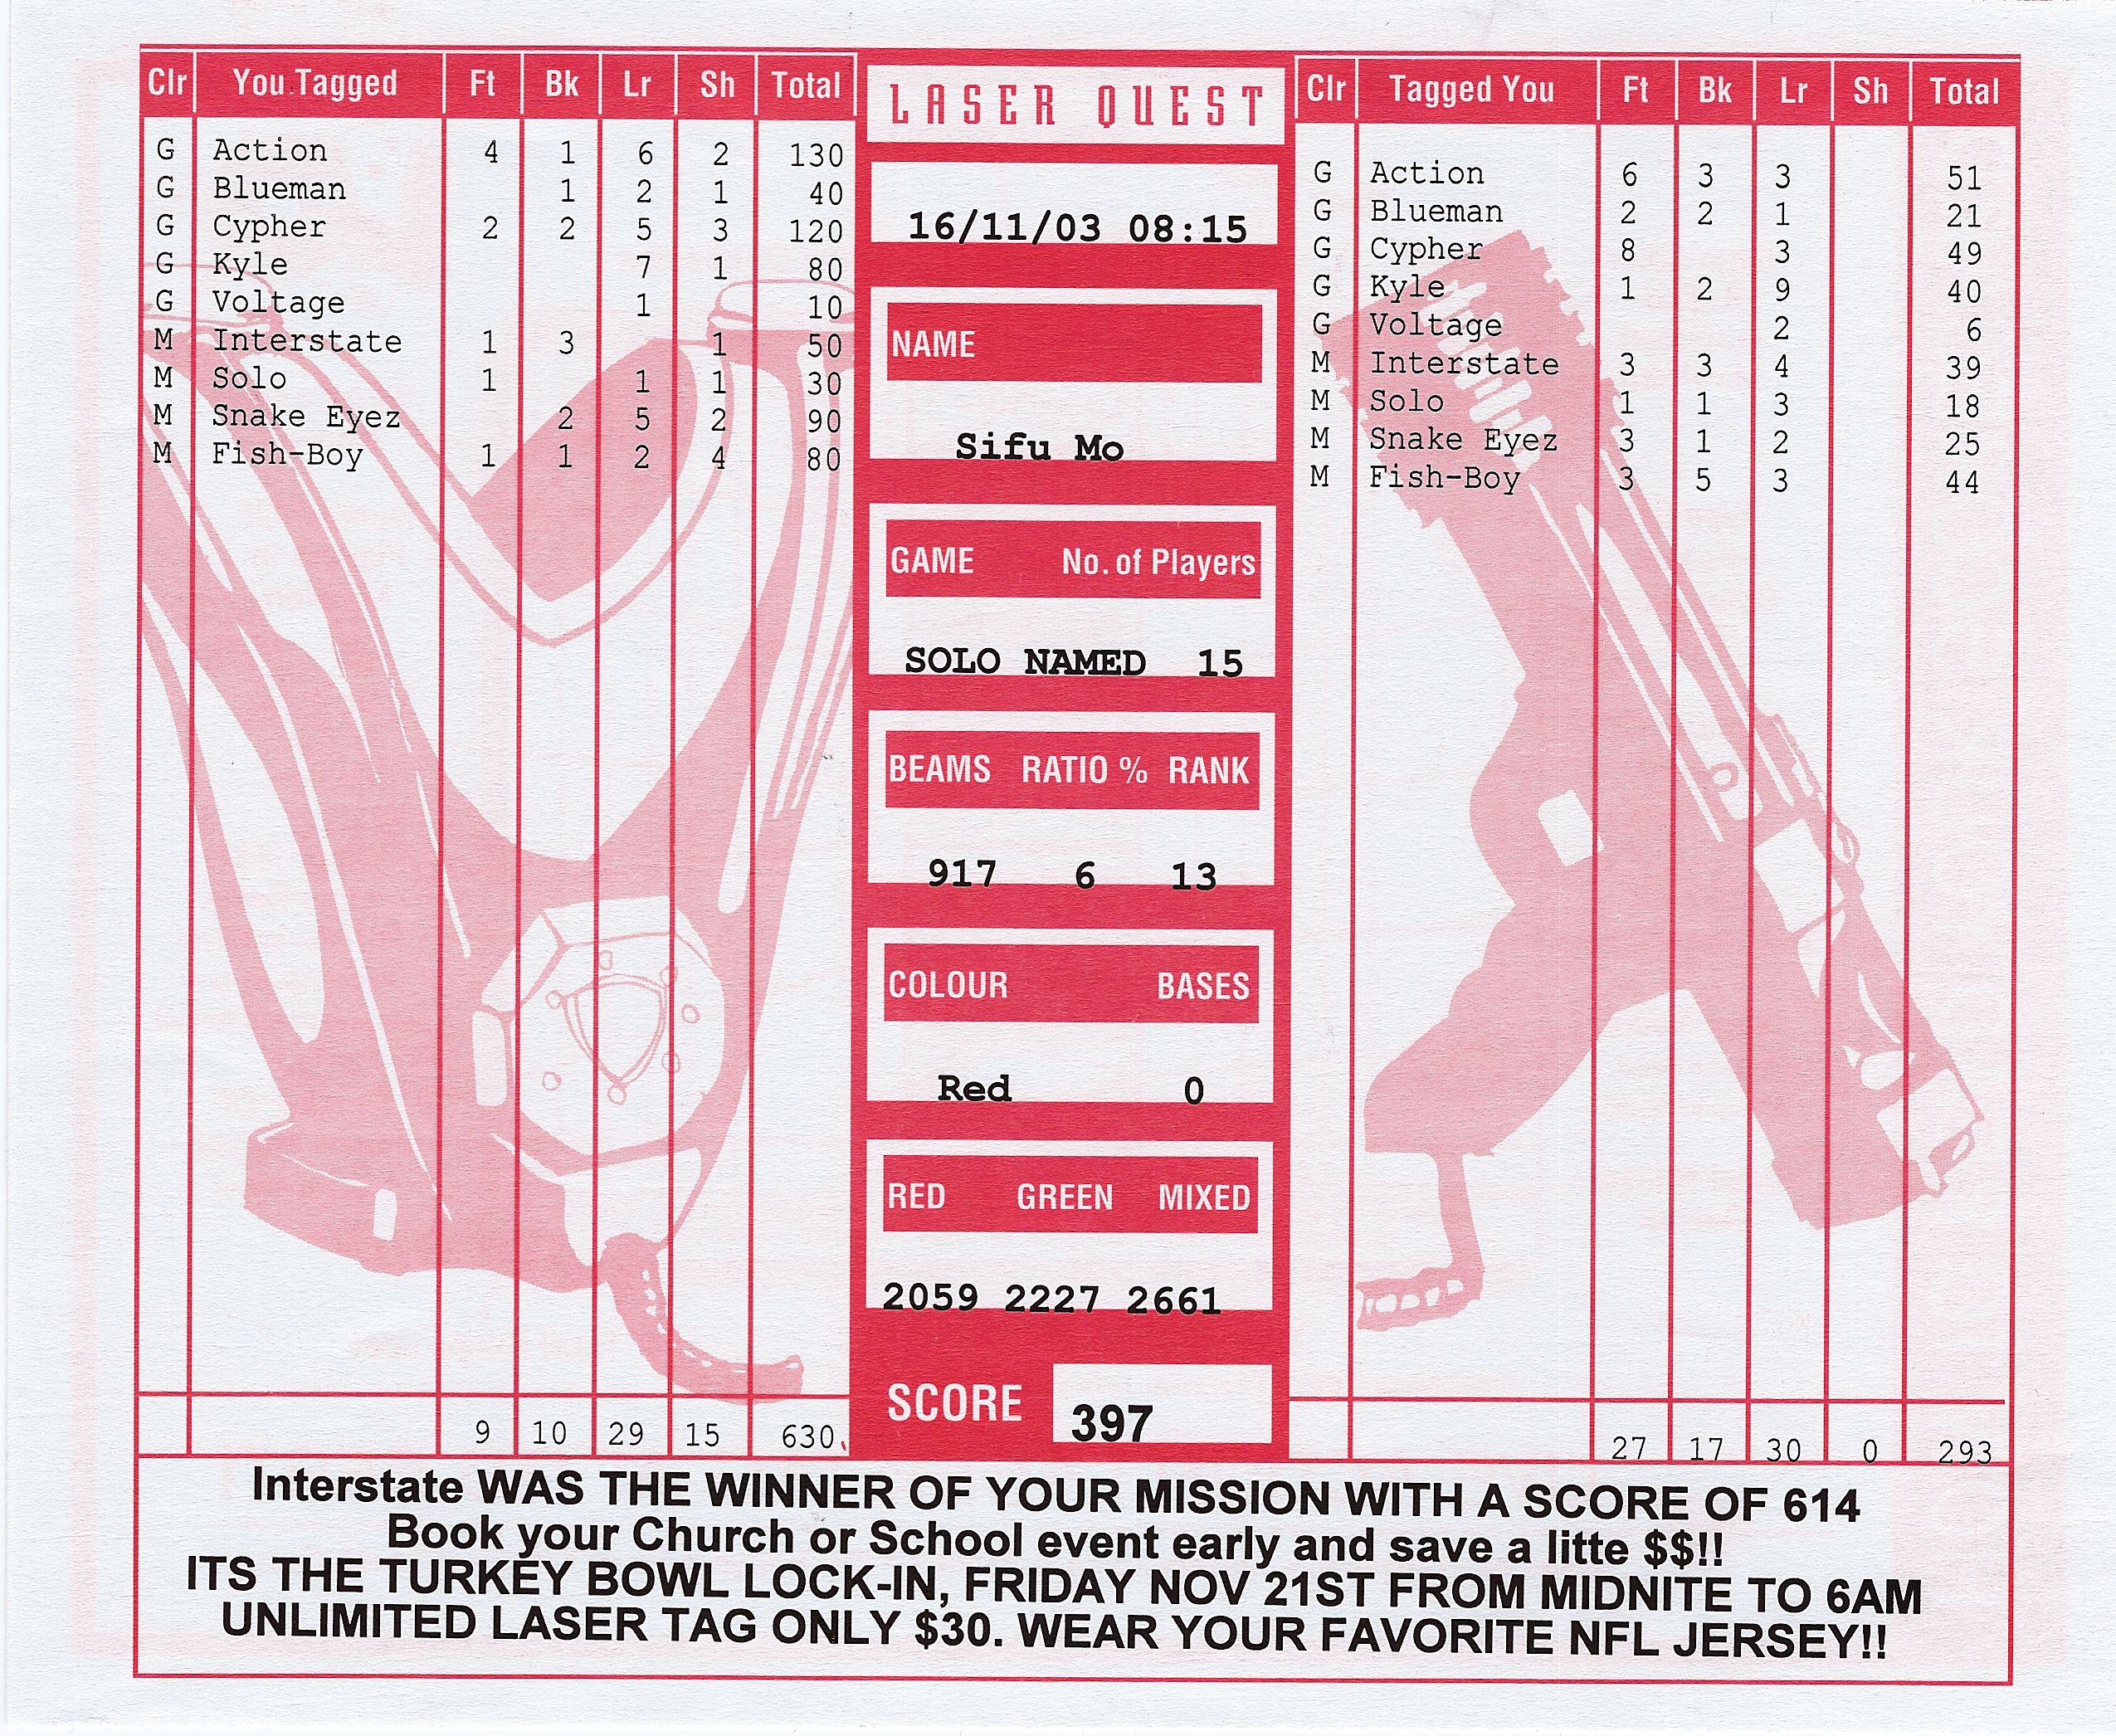 Clr You Tagged Ft Bk Lr Sh Total
G Action 4 1 6 2 130
G Blueman 1 2 1 40
G Cypher 2 2 5 3 120
G Kyle 7 1 80
G Voltage 1 10
M Interstate 1 3 1 50
M Solo 1 1 1 30
M Snake Eyez 2 5 2 90
M Fish-Boy 1 1 2 4 80
9 10 29 15 630
LASER QUEST
16/11/03 08:15
NAME
Sifu Mo
GAME No. of Players
SOLO NAMED 15
BEAMS RATIO % RANK
917 6 13
COLOUR BASES
Red 0
RED GREEN MIXED
2059 2227 2661
SCORE 397
Clr Tagged You Ft Bk Lr Sh Total
G Action 6 3 3 51
G Blueman 2 2 1 21
G Cypher 8 3 49
G Kyle 1 2 9 40
G Voltage 2 6
M Interstate 3 3 4 39
M Solo 1 1 3 18
M Snake Eyez 3 1 2 25
M Fish-Boy 3 5 3 44
27 17 30 0 293
Interstate WAS THE WINNER OF YOUR MISSION WITH A SCORE OF 614
Book your Church or School event early and save a litte $$!!
ITS THE TURKEY BOWL LOCK-IN, FRIDAY NOV 21ST FROM MIDNITE TO 6AM
UNLIMITED LASER TAG ONLY $30. WEAR YOUR FAVORITE NFL JERSEY!!